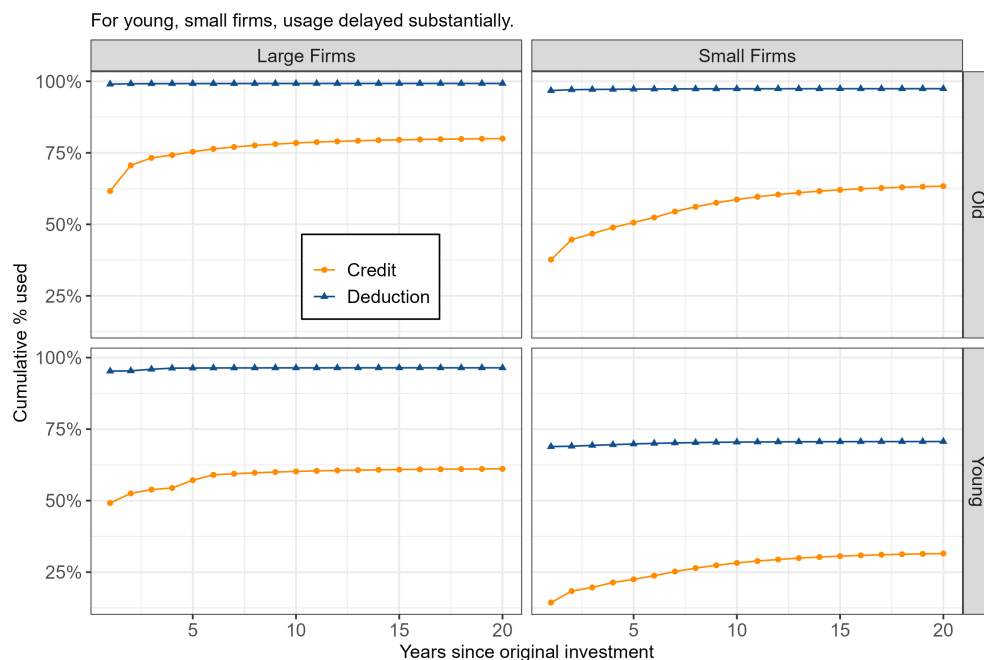 For young, small firms, usage delayed substantially.
Large Firms
Small Firms
100%
75%
50%
25%
Old
Credit
Deduction
Cumulative % used
100%
75%
50%
25%
Young
5
10
15
20
5
10
15
20
Years since original investment